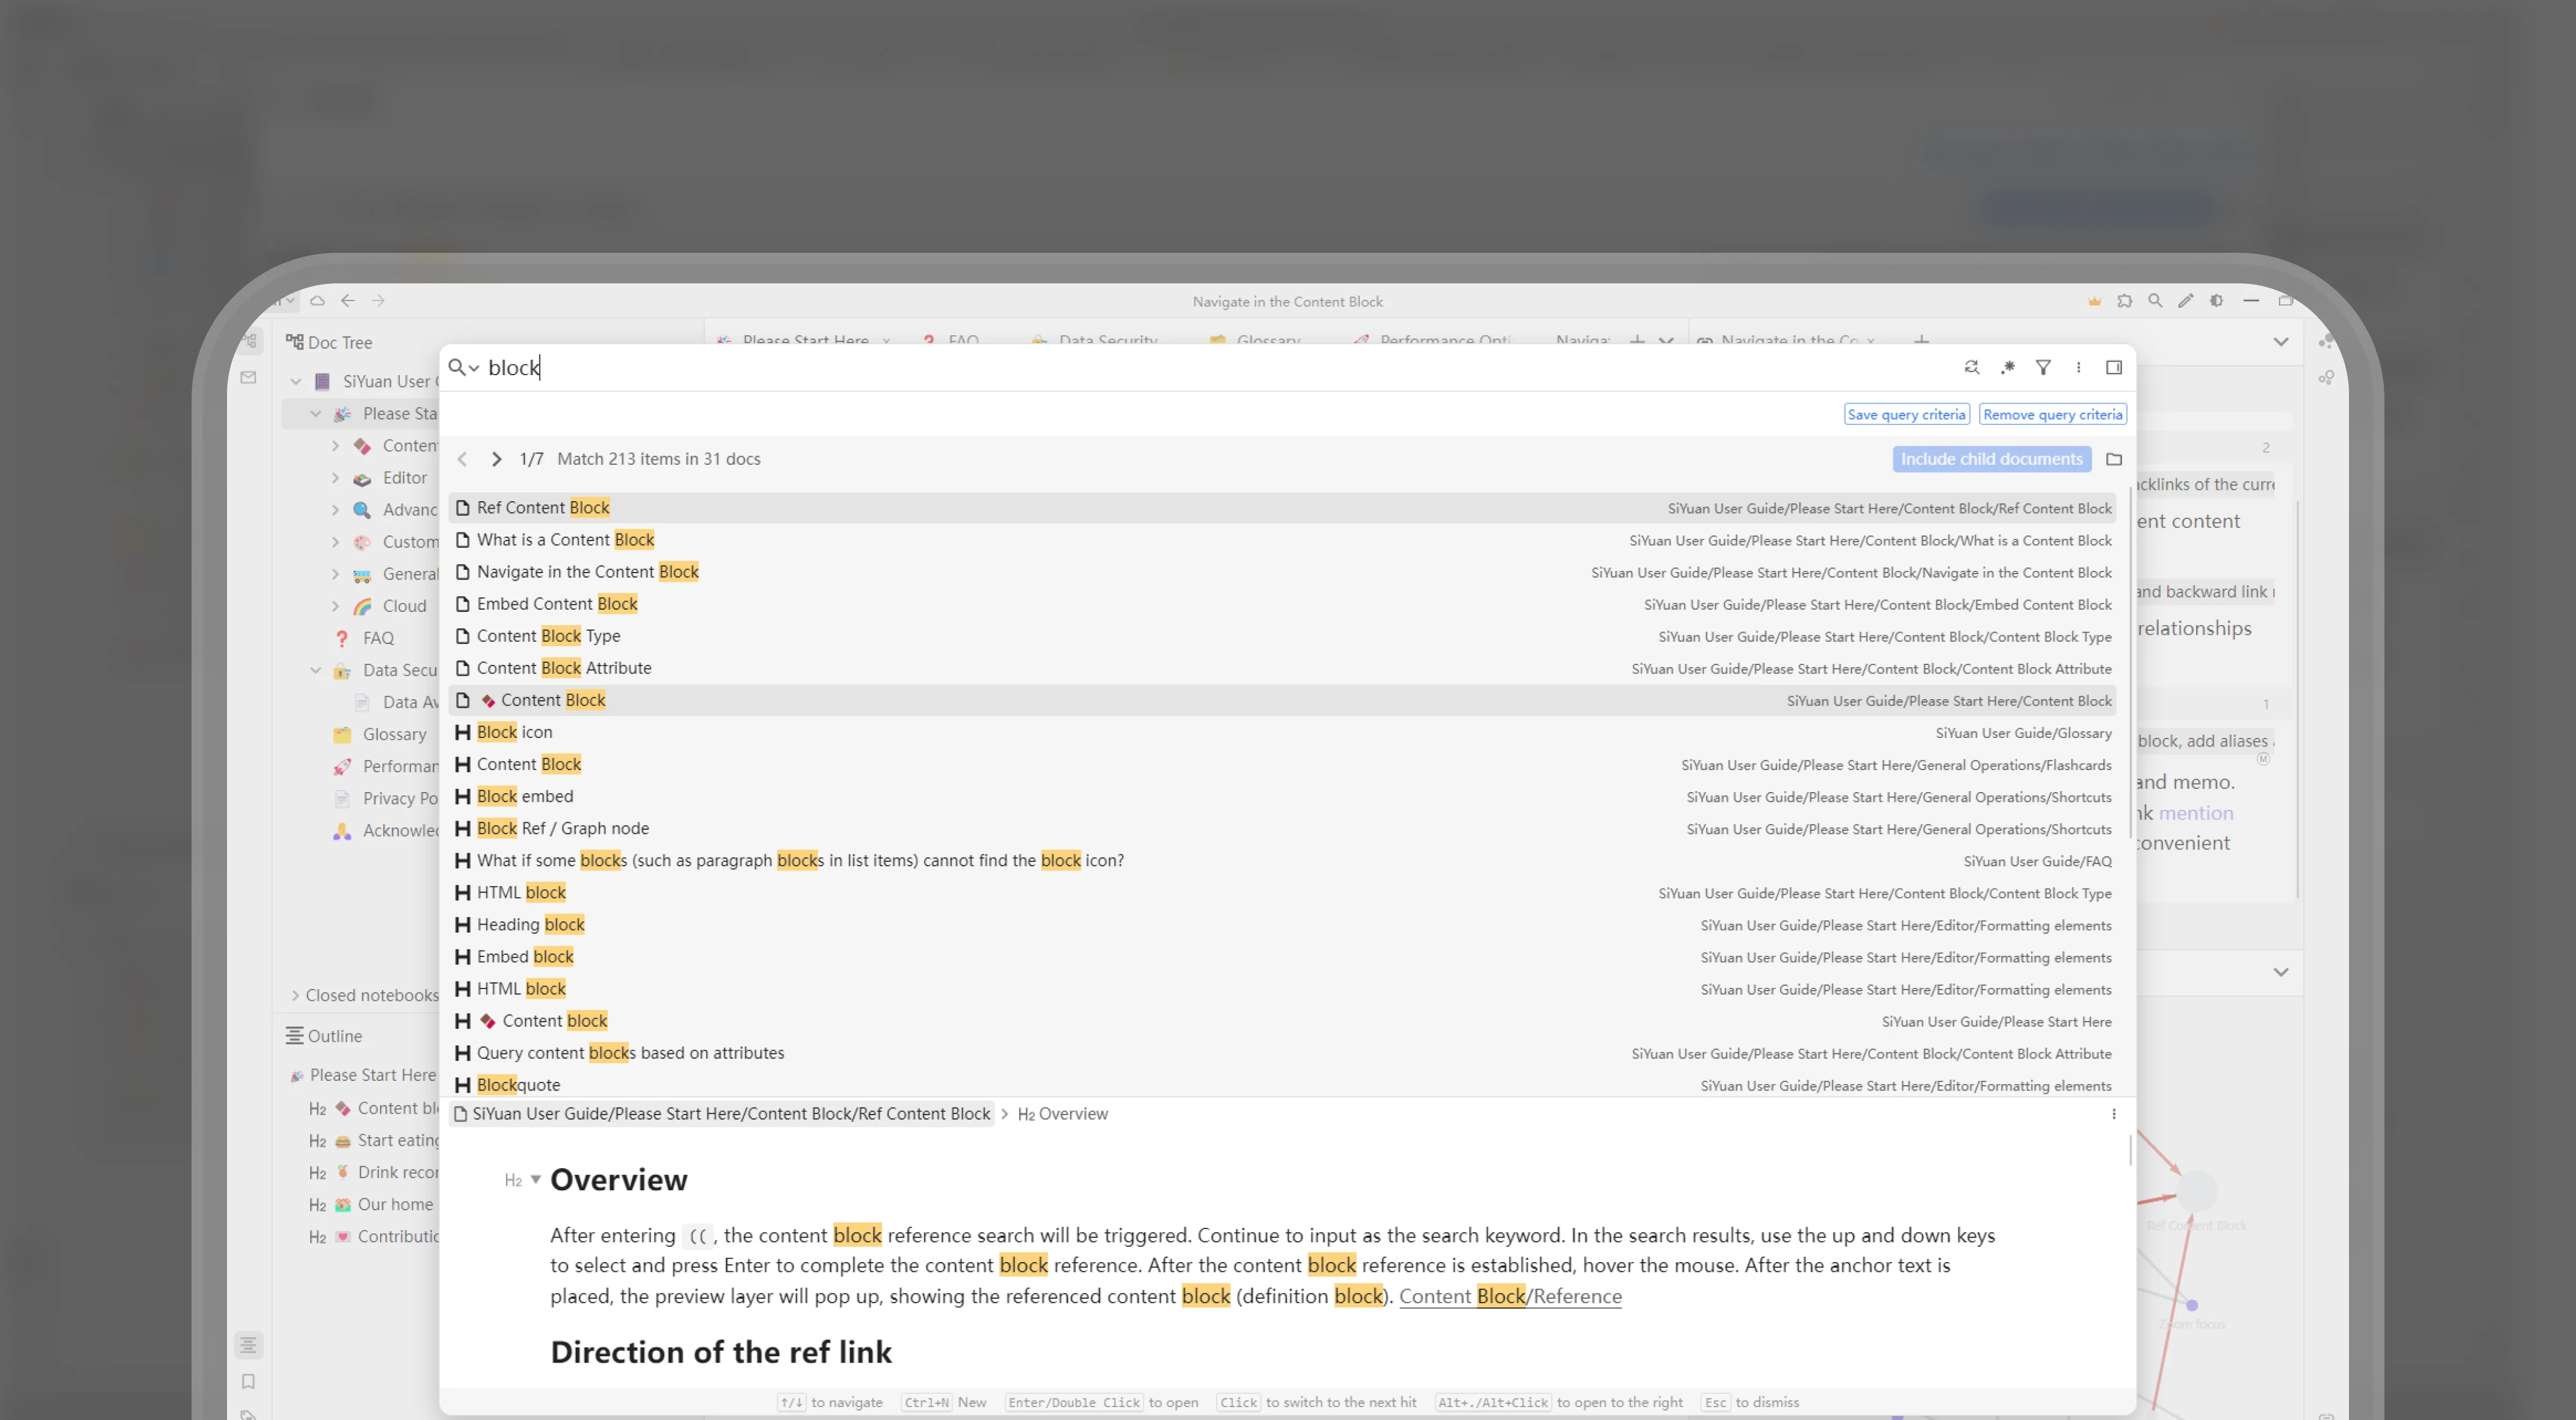 Navigate in the Content Block
Doc Tree
SiYuan User
Please Sta
Conten
Editor
Advanc
Custom
General
Cloud
FAQ
Data Secu
Data Av
Glossary
Performan
Privacy Po
Acknowled
Closed notebooks
Outline
Please Start Here
H2 Content bl
H2 Start eating
H2 Drink recor
H2 Our home
H2 Contributio
Please Start Here
FAQ
Data Security
Glossary
Performance Opti
Naviga
Navigate in the Co
block
Save query criteria
Remove query criteria
1/7 Match 213 items in 31 docs
Include child documents
Ref Content Block SiYuan User Guide/Please Start Here/Content Block/Ref Content Block
What is a Content Block SiYuan User Guide/Please Start Here/Content Block/What is a Content Block
Navigate in the Content Block SiYuan User Guide/Please Start Here/Content Block/Navigate in the Content Block
Embed Content Block SiYuan User Guide/Please Start Here/Content Block/Embed Content Block
Content Block Type SiYuan User Guide/Please Start Here/Content Block/Content Block Type
Content Block Attribute SiYuan User Guide/Please Start Here/Content Block/Content Block Attribute
Content Block SiYuan User Guide/Please Start Here/Content Block
H Block icon SiYuan User Guide/Glossary
H Content Block SiYuan User Guide/Please Start Here/General Operations/Flashcards
H Block embed SiYuan User Guide/Please Start Here/General Operations/Shortcuts
H Block Ref / Graph node SiYuan User Guide/Please Start Here/General Operations/Shortcuts
H What if some blocks (such as paragraph blocks in list items) cannot find the block icon? SiYuan User Guide/FAQ
H HTML block SiYuan User Guide/Please Start Here/Content Block/Content Block Type
H Heading block SiYuan User Guide/Please Start Here/Editor/Formatting elements
H Embed block SiYuan User Guide/Please Start Here/Editor/Formatting elements
H HTML block SiYuan User Guide/Please Start Here/Editor/Formatting elements
H Content block SiYuan User Guide/Please Start Here
H Query content blocks based on attributes SiYuan User Guide/Please Start Here/Content Block/Content Block Attribute
H Blockquote SiYuan User Guide/Please Start Here/Editor/Formatting elements
SiYuan User Guide/Please Start Here/Content Block/Ref Content Block > H2 Overview
H2 Overview
After entering ((, the content block reference search will be triggered. Continue to input as the search keyword. In the search results, use the up and down keys
to select and press Enter to complete the content block reference. After the content block reference is established, hover the mouse. After the anchor text is
placed, the preview layer will pop up, showing the referenced content block (definition block). Content Block/Reference
Direction of the ref link
↑/↓ to navigate Ctrl+N New Enter/Double Click to open Click to switch to the next hit Alt+./Alt+Click to open to the right Esc to dismiss
2
acklinks of the curre
ent content
and backward link
relationships
1
block, add aliases
M
and memo.
nk mention
convenient
Ref Content Block
Zoom focus